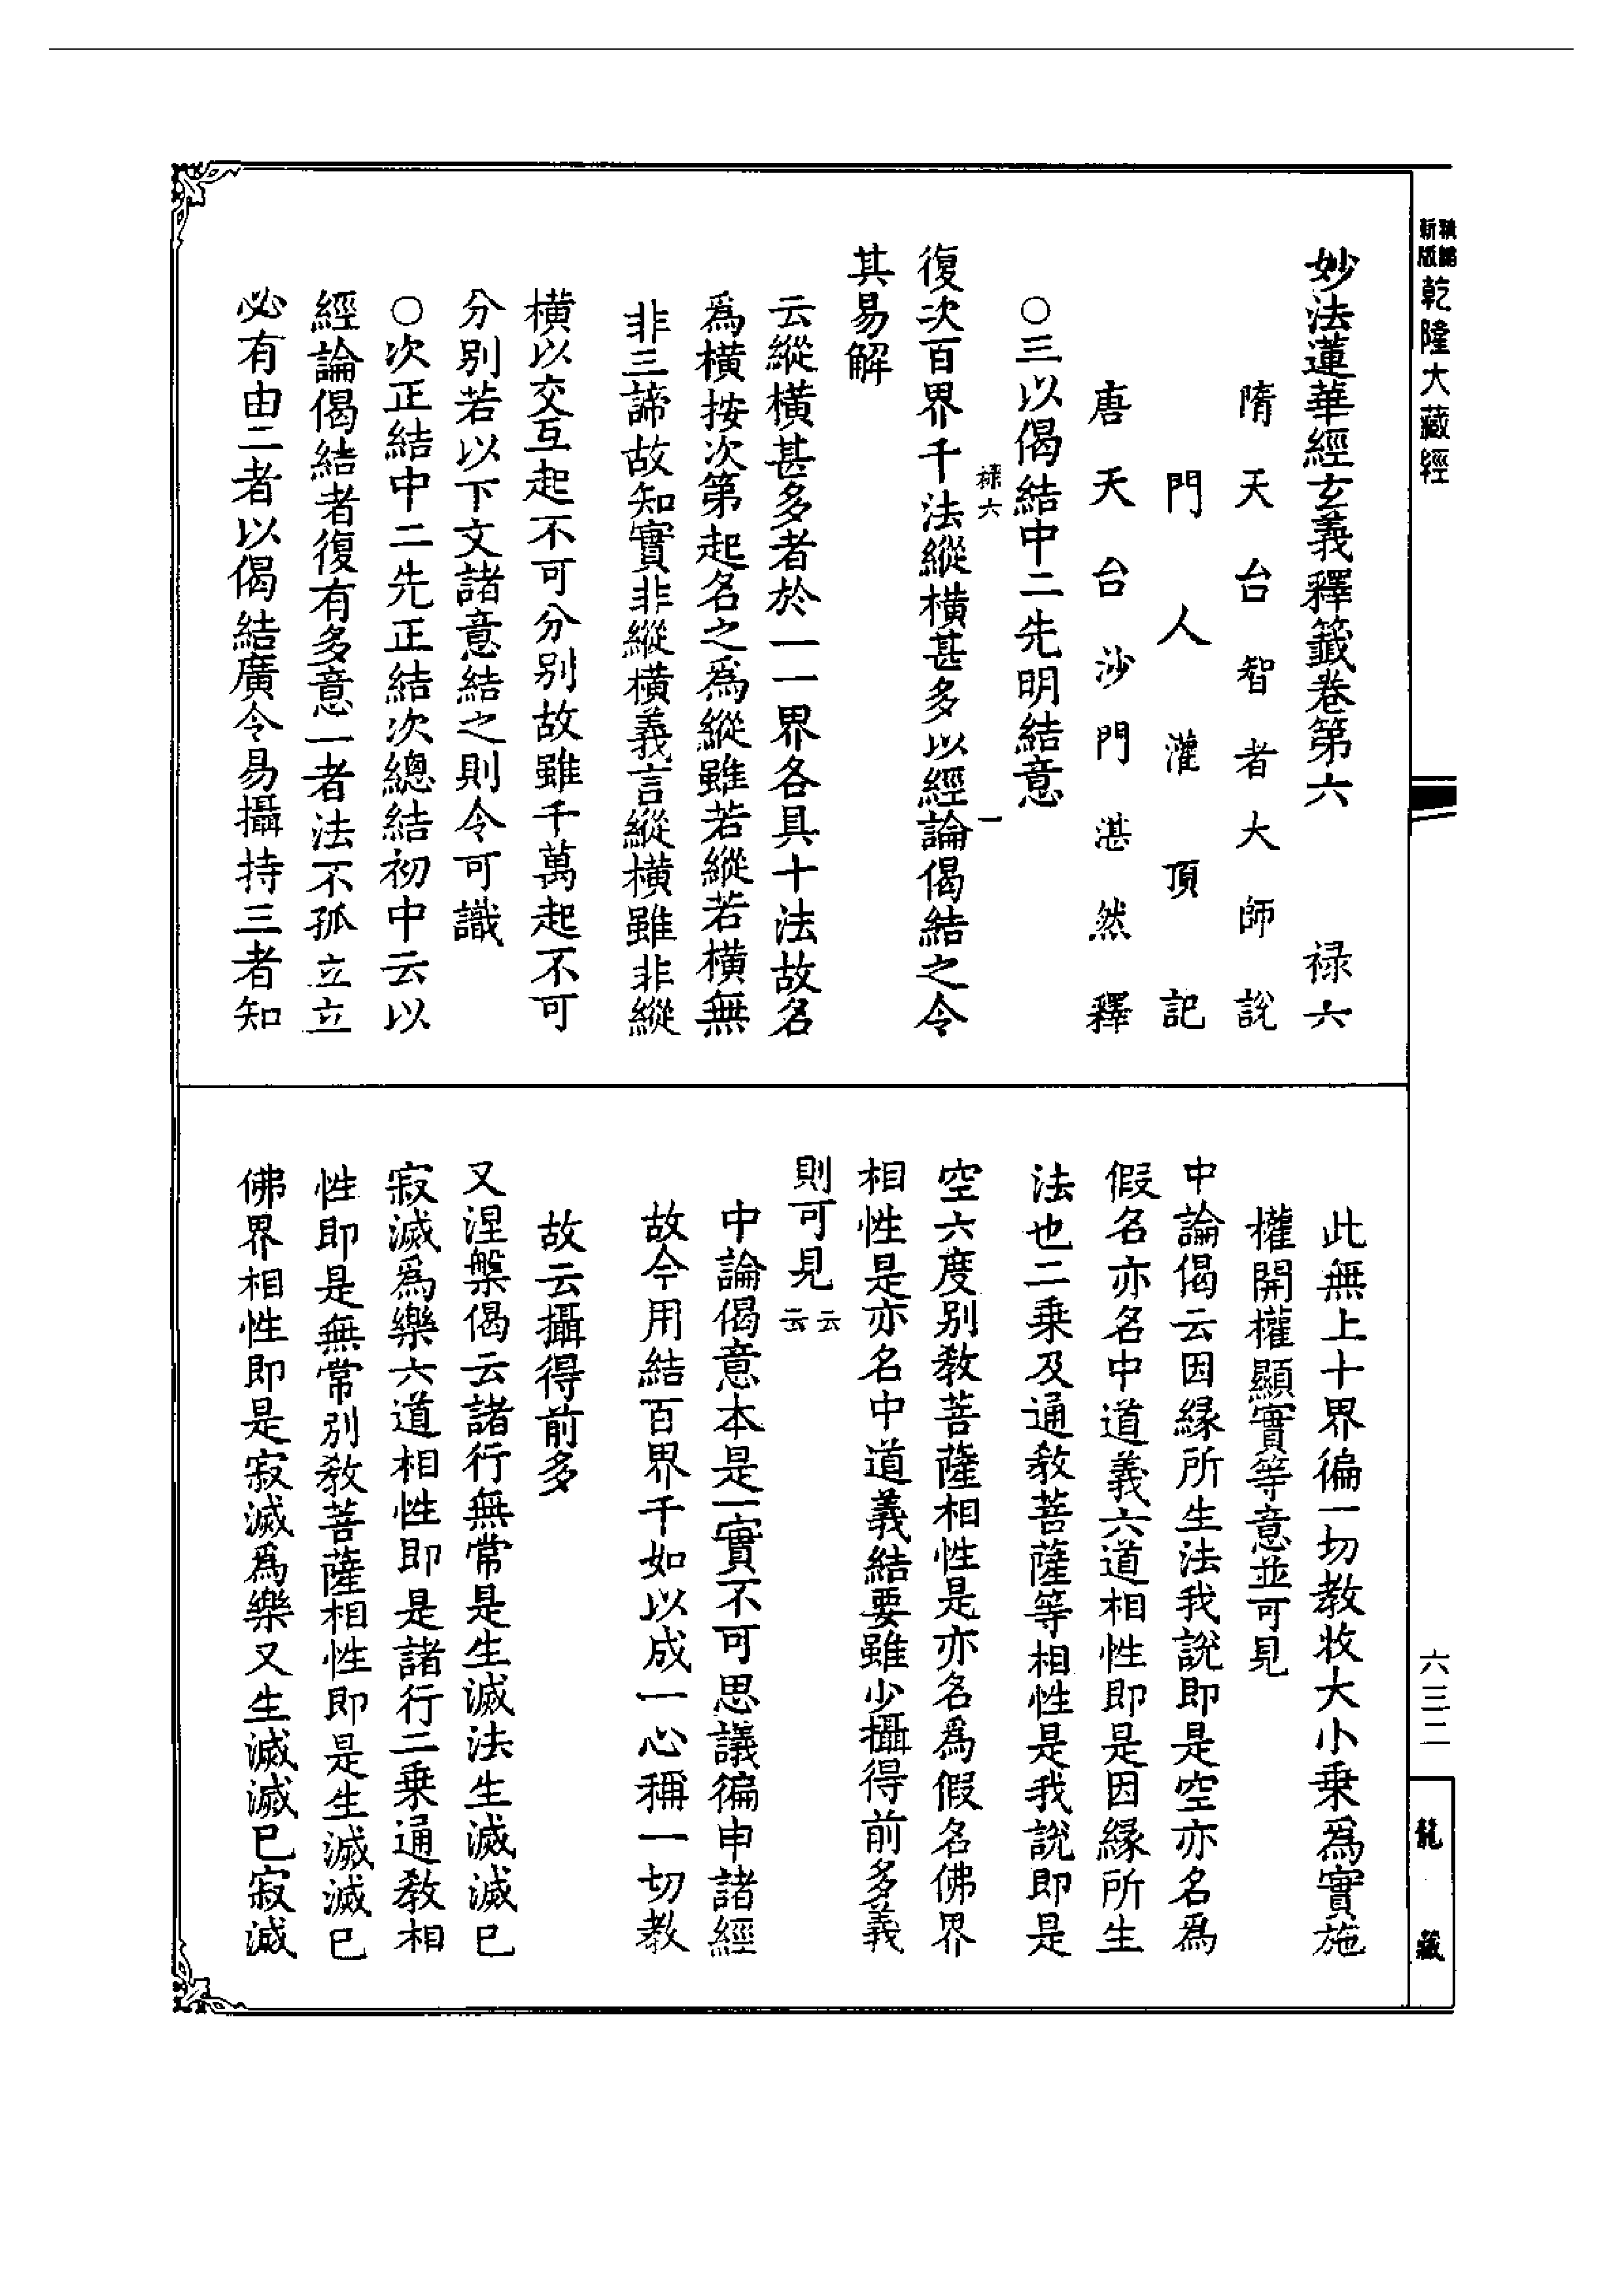 新版精編乾隆大藏經
妙法蓮華經玄義釋籤卷第六 祿六
隋天台智者大師說
門人灌頂記
唐天台沙門湛然釋
○三以偈結中二先明結意
祿六 一
復次百界千法縱橫甚多以經論偈結之令
其易解
云縱橫甚多者於一一界各具十法故名
爲橫按次第起名之爲縱雖若縱若橫無
非三諦故知實非縱橫義言縱橫雖非縱
橫以交互起不可分別故雖千萬起不可
分別若以下文諸意結之則令可識
○次正結中二先正結次總結初中云以
經論偈結者復有多意一者法不孤立立
必有由二者以偈結廣令易攝持三者知
此無上十界徧一切教收大小乘爲實施
權開權顯實等意並可見
中論偈云因緣所生法我說即是空亦名爲
假名亦名中道義六道相性即是因緣所生
法也二乘及通教菩薩等相性是我說即是
空六度別教菩薩相性是亦名爲假名佛界
相性是亦名中道義結要雖少攝得前多義
則可見云云
中論偈意本是一實不可思議徧申諸經
故今用結百界千如以成一心稱一切教
故云攝得前多
又涅槃偈云諸行無常是生滅法生滅滅已
寂滅爲樂六道相性即是諸行二乘通教相
性即是無常別教菩薩相性即是生滅滅已
佛界相性即是寂滅爲樂又生滅滅已寂滅
六三二
龍藏